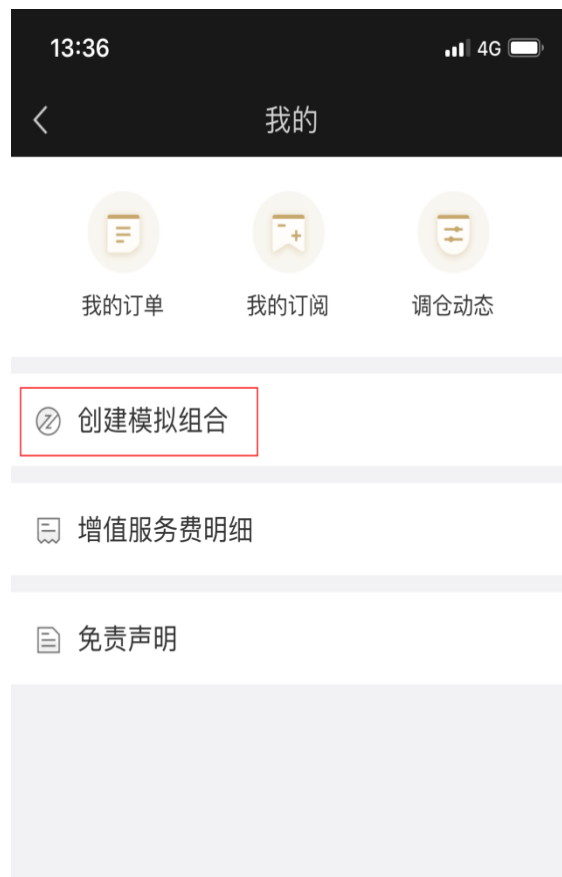 13:36 4G
我的
我的订单 我的订阅 调仓动态
创建模拟组合
增值服务费明细
免责声明